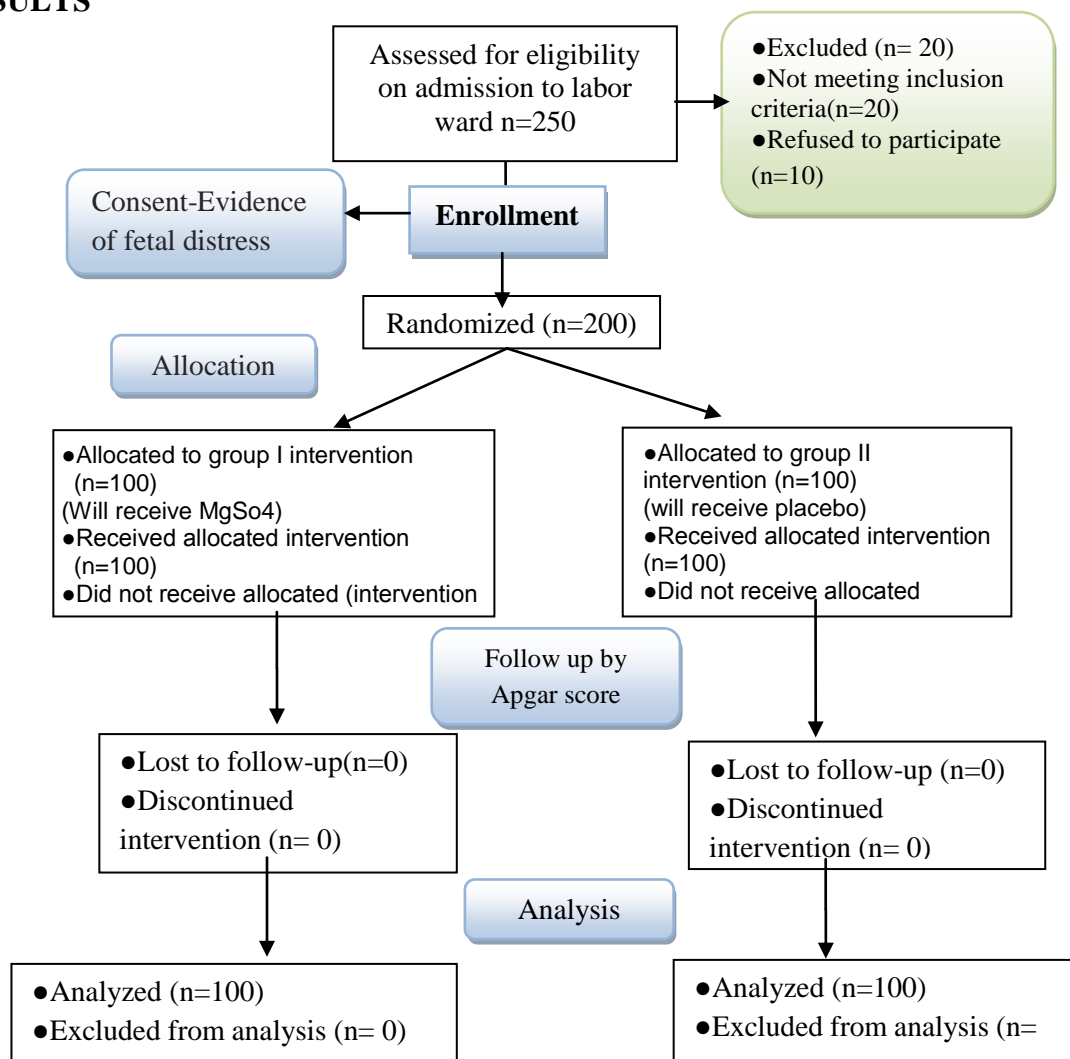 SULTS
Assessed for eligibility
on admission to labor
ward n=250
●Excluded (n= 20)
●Not meeting inclusion
criteria(n=20)
●Refused to participate
(n=10)
Consent-Evidence
of fetal distress
Enrollment
Randomized (n=200)
Allocation
●Allocated to group I intervention
(n=100)
(Will receive MgSo4)
●Received allocated intervention
(n=100)
●Did not receive allocated (intervention
●Allocated to group II
intervention (n=100)
(will receive placebo)
●Received allocated intervention
(n=100)
●Did not receive allocated
Follow up by
Apgar score
●Lost to follow-up(n=0)
●Discontinued
intervention (n= 0)
●Lost to follow-up (n=0)
●Discontinued
intervention (n= 0)
Analysis
●Analyzed (n=100)
●Excluded from analysis (n= 0)
●Analyzed (n=100)
●Excluded from analysis (n=